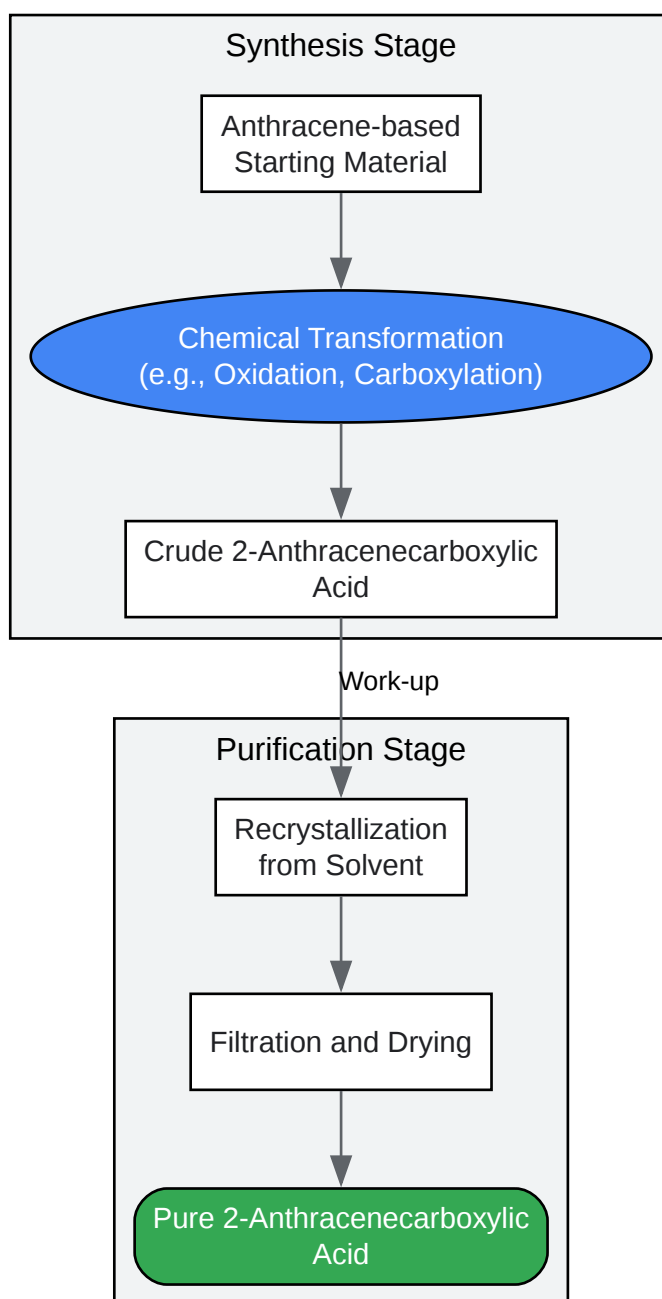 Synthesis Stage
Anthracene-based
Starting Material
Chemical Transformation
(e.g., Oxidation, Carboxylation)
Crude 2-Anthracenecarboxylic
Acid
Work-up
Purification Stage
Recrystallization
from Solvent
Filtration and Drying
Pure 2-Anthracenecarboxylic
Acid